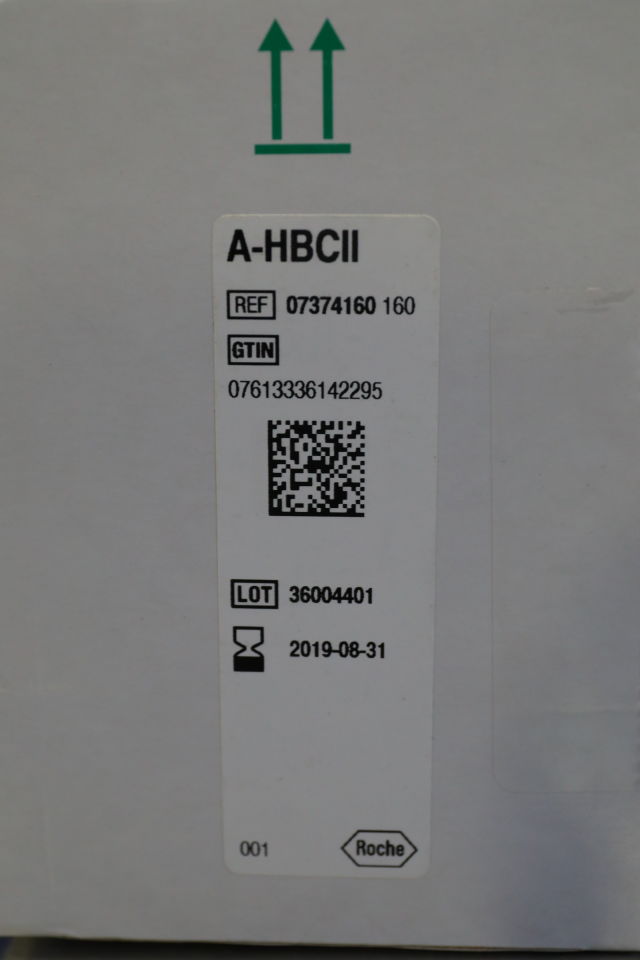 A-HBCII
REF 07374160 160
GTIN
07613336142295
LOT 36004401
2019-08-31
001 Roche